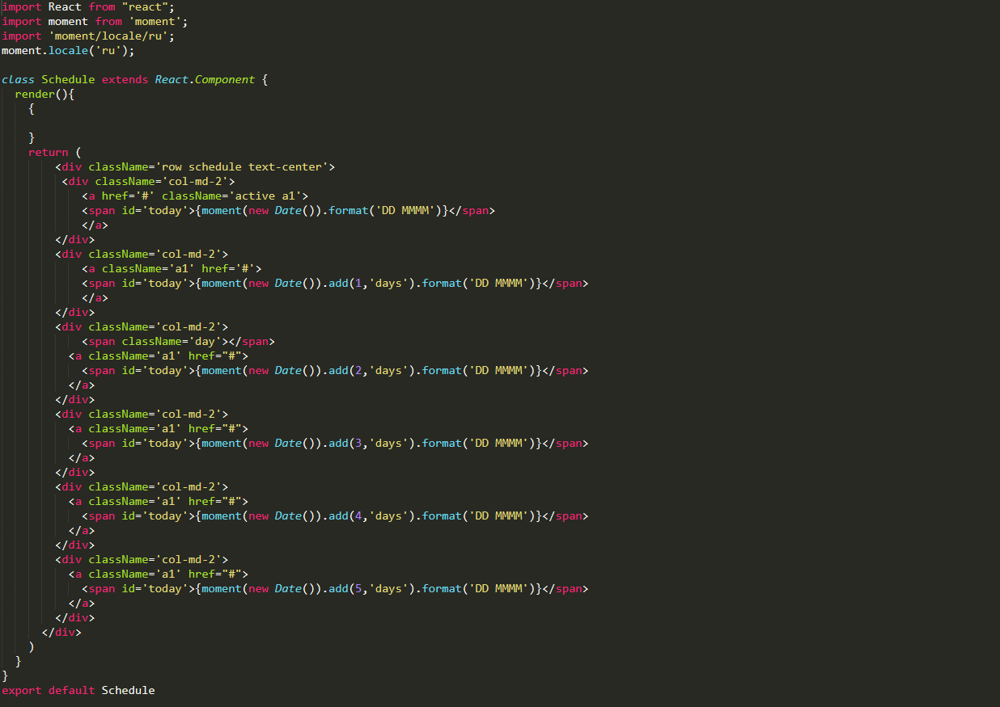 import React from "react";
import moment from 'moment';
import 'moment/locale/ru';
moment.locale('ru');

class Schedule extends React.Component {
  render(){
    {

    }
    return (
        <div className='row schedule text-center'>
         <div className='col-md-2'>
            <a href='#' className='active a1'>
            <span id='today'>{moment(new Date()).format('DD MMMM')}</span>
            </a>
        </div>
        <div className='col-md-2'>
            <a className='a1' href='#'>
            <span id='today'>{moment(new Date()).add(1,'days').format('DD MMMM')}</span>
            </a>
        </div>
        <div className='col-md-2'>
            <span className='day'></span>
          <a className='a1' href="#">
            <span id='today'>{moment(new Date()).add(2,'days').format('DD MMMM')}</span>
          </a>
        </div>
        <div className='col-md-2'>
          <a className='a1' href="#">
            <span id='today'>{moment(new Date()).add(3,'days').format('DD MMMM')}</span>
          </a>
        </div>
        <div className='col-md-2'>
          <a className='a1' href="#">
            <span id='today'>{moment(new Date()).add(4,'days').format('DD MMMM')}</span>
          </a>
        </div>
        <div className='col-md-2'>
          <a className='a1' href="#">
            <span id='today'>{moment(new Date()).add(5,'days').format('DD MMMM')}</span>
          </a>
        </div>
      </div>
    )
  }
}
export default Schedule